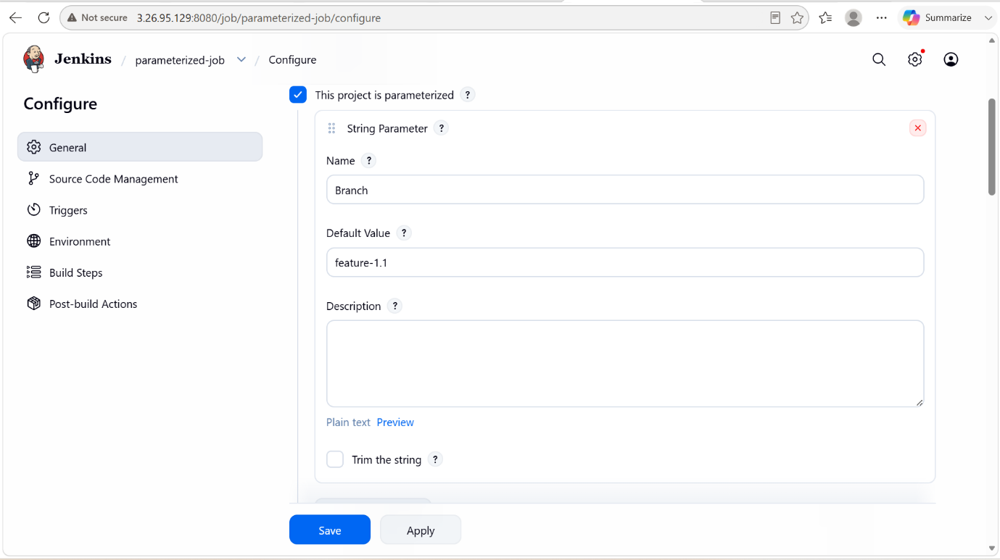 Not secure 3.26.95.129:8080/job/parameterized-job/configure Summarize
Jenkins / parameterized-job / Configure
Configure
General
Source Code Management
Triggers
Environment
Build Steps
Post-build Actions
This project is parameterized ?
String Parameter ?
Name ?
Branch
Default Value ?
feature-1.1
Description ?
Plain text Preview
Trim the string ?
Save Apply